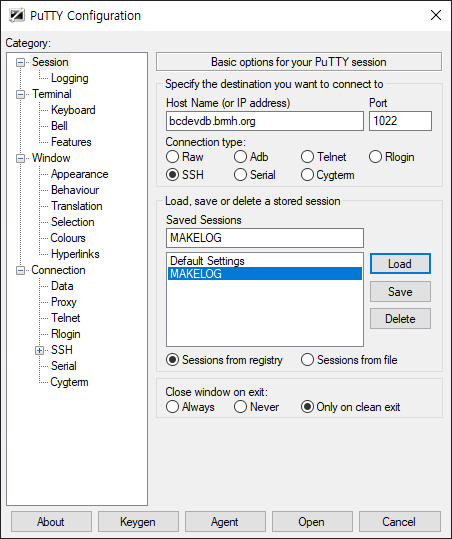 PuTTY Configuration
Category:
Session
Logging
Terminal
Keyboard
Bell
Features
Window
Appearance
Behaviour
Translation
Selection
Colours
Hyperlinks
Connection
Data
Proxy
Telnet
Rlogin
SSH
Serial
Cygterm
Basic options for your PuTTY session
Specify the destination you want to connect to
Host Name (or IP address) Port
bcdevdb.brmh.org 1022
Connection type:
Raw Adb Telnet Rlogin
SSH Serial Cygterm
Load, save or delete a stored session
Saved Sessions
MAKELOG
Default Settings
MAKELOG
Load
Save
Delete
Sessions from registry Sessions from file
Close window on exit:
Always Never Only on clean exit
About Keygen Agent Open Cancel